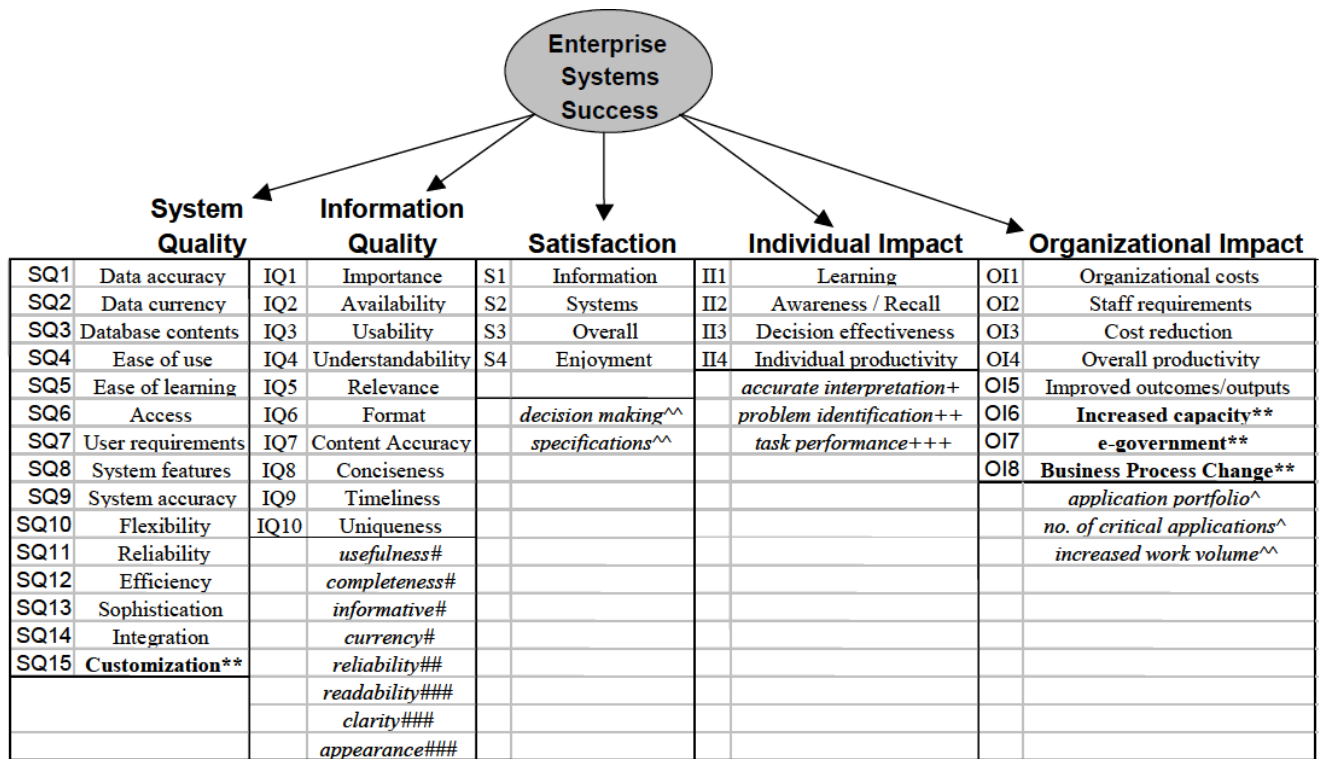 Enterprise
Systems
Success
System Information
Quality Quality Satisfaction Individual Impact Organizational Impact
SQ1 Data accuracy IQ1 Importance S1 Information II1 Learning OI1 Organizational costs
SQ2 Data currency IQ2 Availability S2 Systems II2 Awareness / Recall OI2 Staff requirements
SQ3 Database contents IQ3 Usability S3 Overall II3 Decision effectiveness OI3 Cost reduction
SQ4 Ease of use IQ4 Understandability S4 Enjoyment II4 Individual productivity OI4 Overall productivity
SQ5 Ease of learning IQ5 Relevance accurate interpretation+ OI5 Improved outcomes/outputs
SQ6 Access IQ6 Format decision making^^ problem identification++ OI6 Increased capacity**
SQ7 User requirements IQ7 Content Accuracy specifications^^ task performance+++ OI7 e-government**
SQ8 System features IQ8 Conciseness OI8 Business Process Change**
SQ9 System accuracy IQ9 Timeliness application portfolio^
SQ10 Flexibility IQ10 Uniqueness no. of critical applications^
SQ11 Reliability usefulness# increased work volume^^
SQ12 Efficiency completeness#
SQ13 Sophistication informative#
SQ14 Integration currency#
SQ15 Customization** reliability##
readability###
clarity###
appearance###